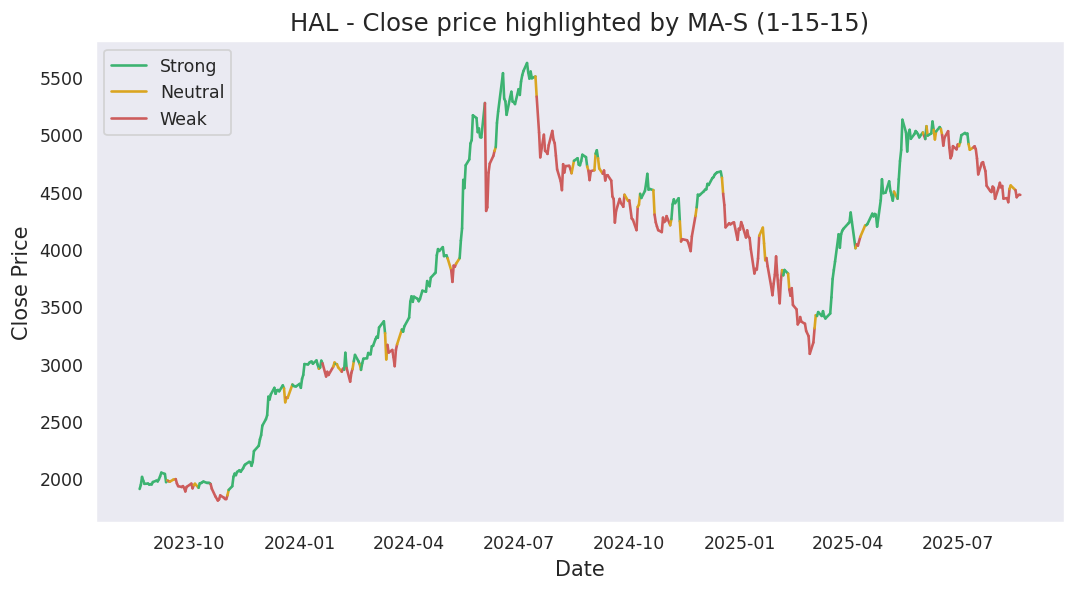 HAL - Close price highlighted by MA-S (1-15-15)
Strong
Neutral
Weak
Close Price
5500
5000
4500
4000
3500
3000
2500
2000
2023-10
2024-01
2024-04
2024-07
2024-10
2025-01
2025-04
2025-07
Date